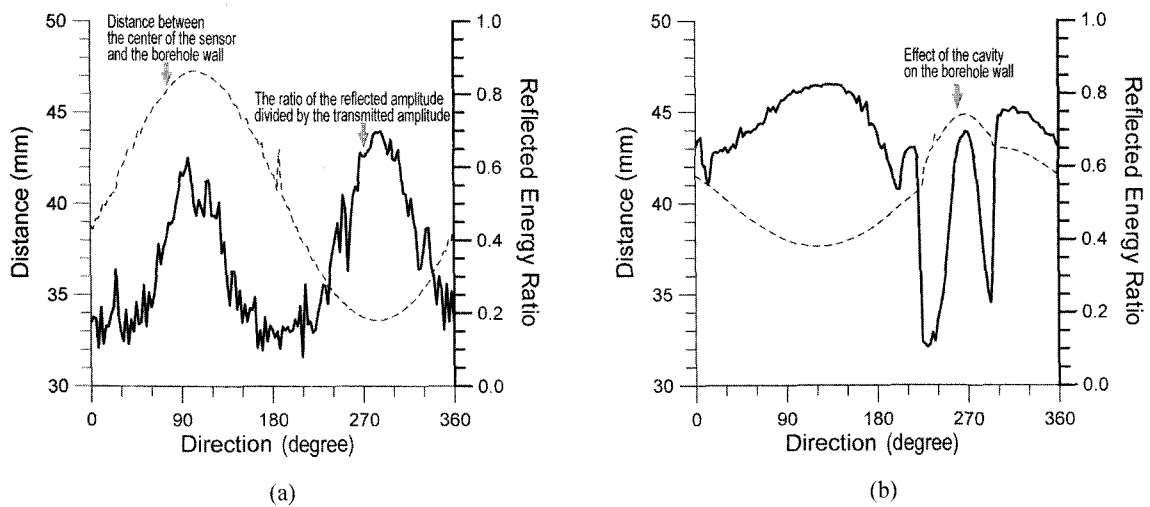 50
45
40
35
30
Distance (mm)
Distance between
the center of the sensor
and the borehole wall
The ratio of the reflected amplitude
divided by the transmitted amplitude
1.0
0.8
0.6
0.4
0.2
0.0
Reflected Energy Ratio
0 90 180 270 360
Direction (degree)
(a)
50
45
40
35
30
Distance (mm)
Effect of the cavity
on the borehole wall
1.0
0.8
0.6
0.4
0.2
0.0
Reflected Energy Ratio
0 90 180 270 360
Direction (degree)
(b)